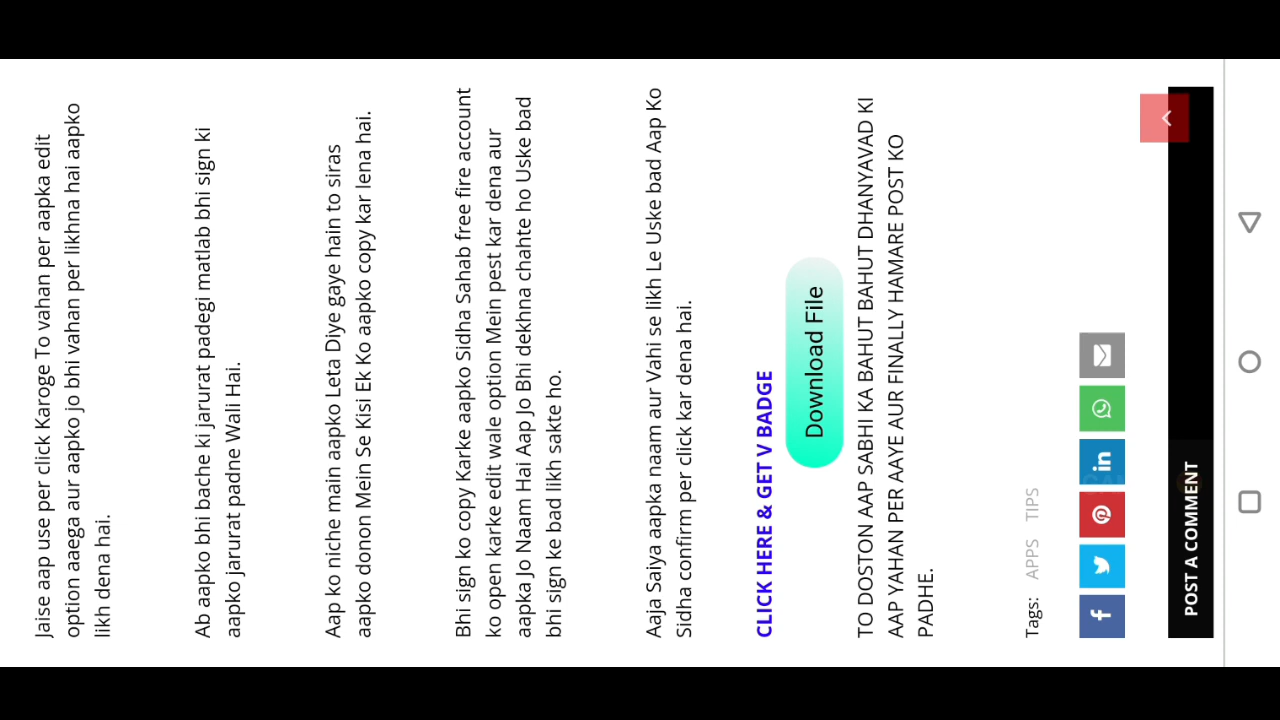 Jaise aap use per click Karoge To vahan per aapka edit
option aaega aur aapko jo bhi vahan per likhna hai aapko
likh dena hai.
Ab aapko bhi bache ki jarurat padegi matlab bhi sign ki
aapko jarurat padne Wali Hai.
Aap ko niche main aapko Leta Diye gaye hain to siras
aapko donon Mein Se Kisi Ek Ko aapko copy kar lena hai.
Bhi sign ko copy Karke aapko Sidha Sahab free fire account
ko open karke edit wale option Mein pest kar dena aur
aapka Jo Naam Hai Aap Jo Bhi dekhna chahte ho Uske bad
bhi sign ke bad likh sakte ho.
Aaja Saiya aapka naam aur Vahi se likh Le Uske bad Aap Ko
Sidha confirm per click kar dena hai.
CLICK HERE & GET V BADGE
Download File
TO DOSTON AAP SABHI KA BAHUT BAHUT DHANYAVAD KI
AAP YAHAN PER AAYE AUR FINALLY HAMARE POST KO
PADHE.
Tags: APPS TIPS
POST A COMMENT